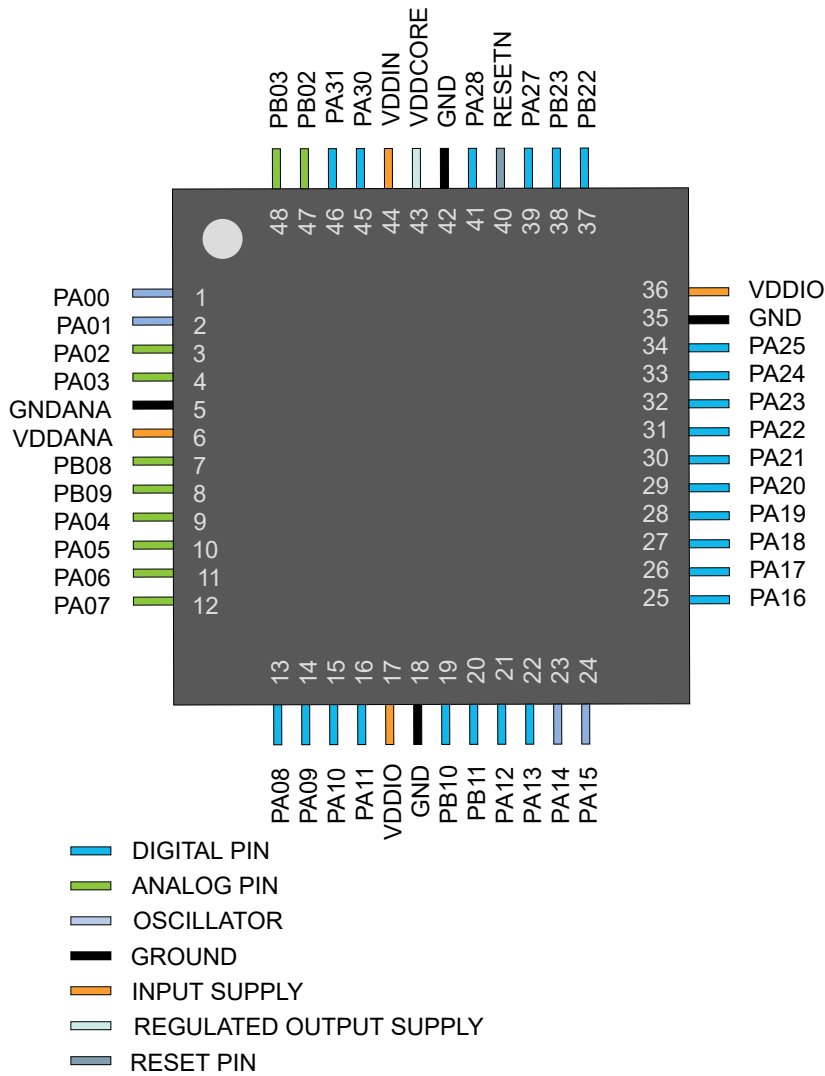 PB03
PB02
PA31
PA30
VDDIN
VDDCORE
GND
PA28
RESETN
PA27
PB23
PB22
48
47
46
45
44
43
42
41
40
39
38
37
PA00 1
PA01 2
PA02 3
PA03 4
GNDANA 5
VDDANA 6
PB08 7
PB09 8
PA04 9
PA05 10
PA06 11
PA07 12
36 VDDIO
35 GND
34 PA25
33 PA24
32 PA23
31 PA22
30 PA21
29 PA20
28 PA19
27 PA18
26 PA17
25 PA16
13
14
15
16
17
18
19
20
21
22
23
24
PA08
PA09
PA10
PA11
VDDIO
GND
PB10
PB11
PA12
PA13
PA14
PA15
DIGITAL PIN
ANALOG PIN
OSCILLATOR
GROUND
INPUT SUPPLY
REGULATED OUTPUT SUPPLY
RESET PIN